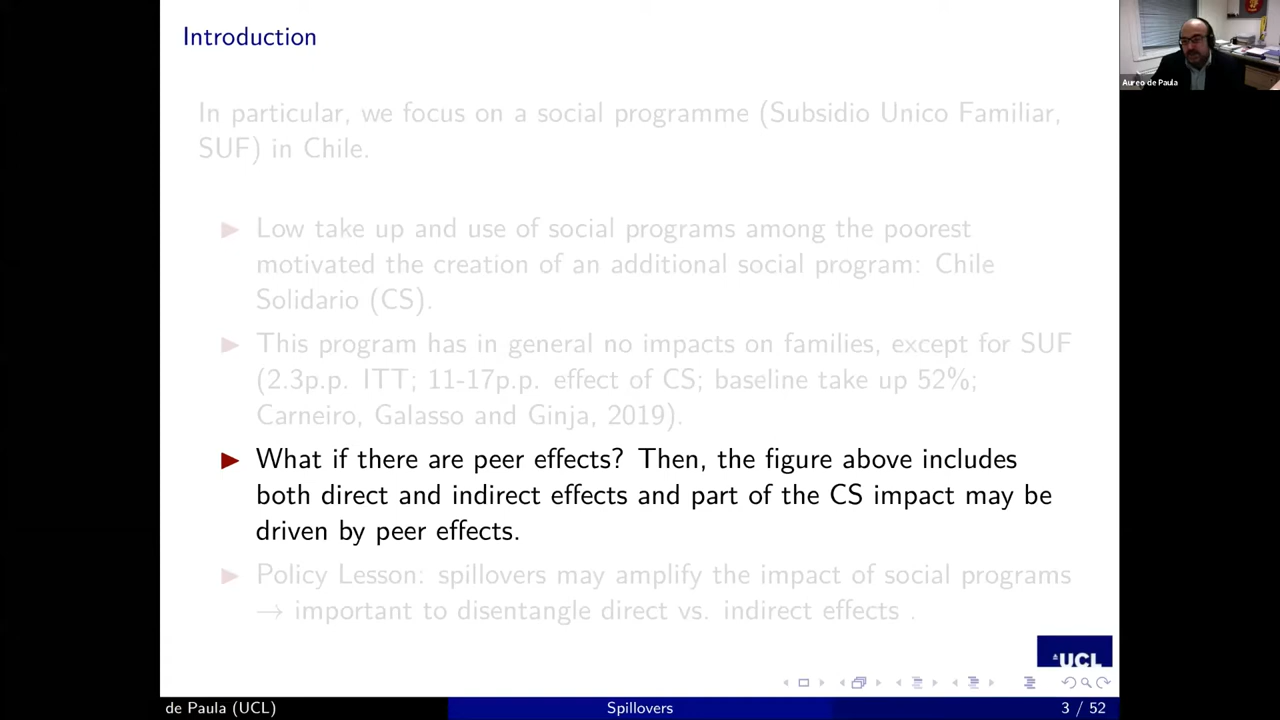 Introduction
Aureo de Paula
In particular, we focus on a social programme (Subsidio Unico Familiar,
SUF) in Chile.
Low take up and use of social programs among the poorest
motivated the creation of an additional social program: Chile
Solidario (CS).
This program has in general no impacts on families, except for SUF
(2.3p.p. ITT; 11-17p.p. effect of CS; baseline take up 52%;
Carneiro, Galasso and Ginja, 2019).
What if there are peer effects? Then, the figure above includes
both direct and indirect effects and part of the CS impact may be
driven by peer effects.
Policy Lesson: spillovers may amplify the impact of social programs
→ important to disentangle direct vs. indirect effects .
UCL
de Paula (UCL)
Spillovers
3 / 52